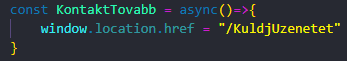 const KontaktTovabb = async()=>{
window.location.href = "/KuldjUzenetet"
}